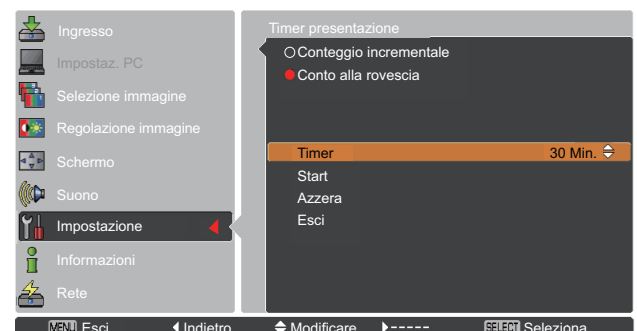 Ingresso
Impostaz. PC
Selezione immagine
Regolazione immagine
Schermo
Suono
Impostazione
Informazioni
Rete
Timer presentazione
Conteggio incrementale
Conto alla rovescia
Timer 30 Min.
Start
Azzera
Esci
MENU Esci Indietro Modificare ----- SELECT Seleziona